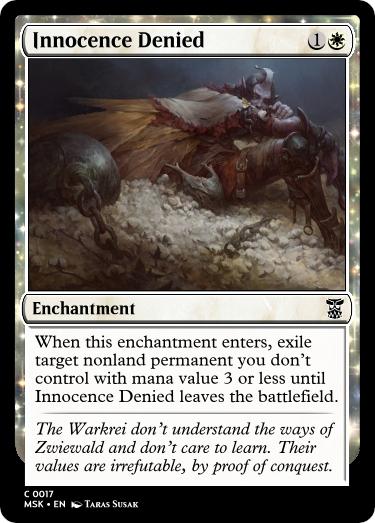 Innocence Denied 1
Enchantment
When this enchantment enters, exile
target nonland permanent you don't
control with mana value 3 or less until
Innocence Denied leaves the battlefield.
The Warkrei don't understand the ways of
Zwiewald and don't care to learn. Their
values are irrefutable, by proof of conquest.
C 0017
MSK • EN Taras Susak